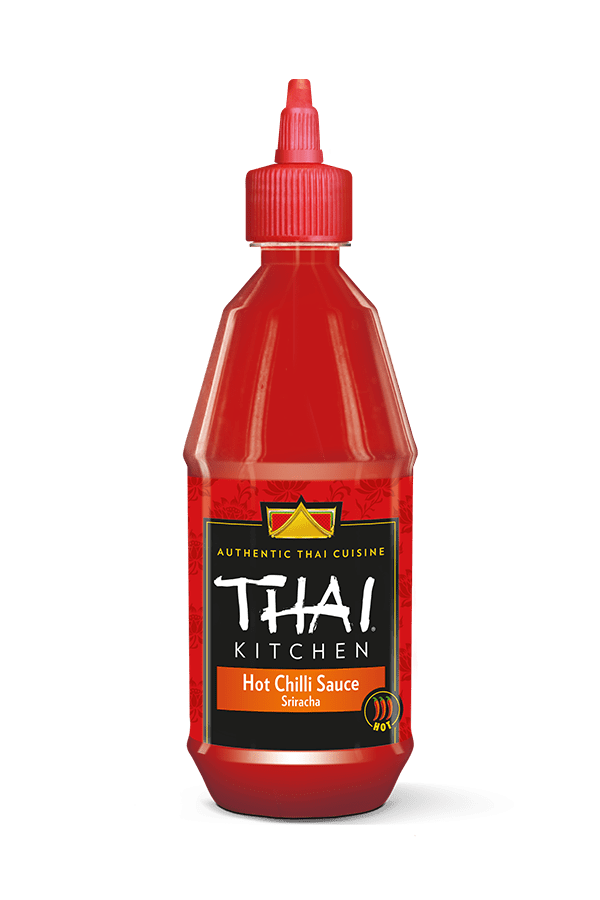 AUTHENTIC THAI CUISINE
THAI®
KITCHEN
Hot Chilli Sauce
Sriracha
HOT